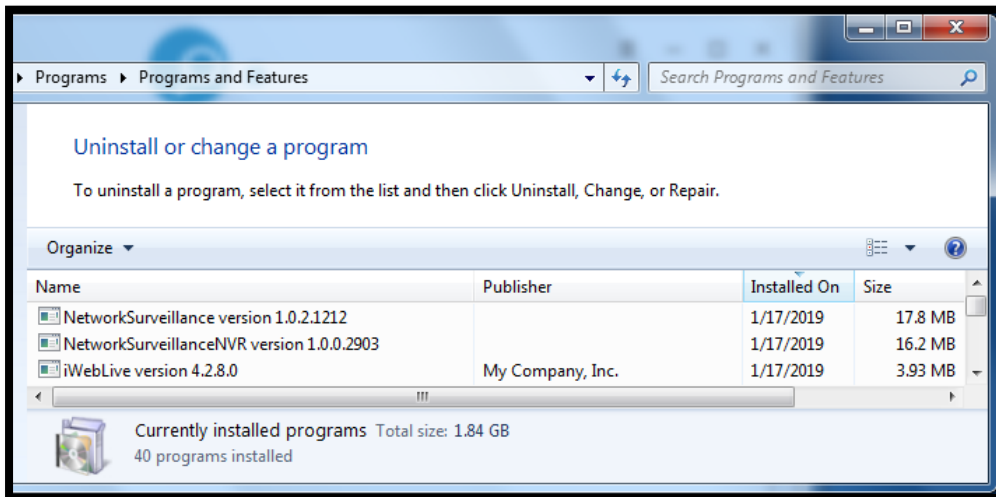 Programs Programs and Features Search Programs and Features
Uninstall or change a program
To uninstall a program, select it from the list and then click Uninstall, Change, or Repair.
Organize
Name Publisher Installed On Size
NetworkSurveillance version 1.0.2.1212 1/17/2019 17.8 MB
NetworkSurveillanceNVR version 1.0.0.2903 1/17/2019 16.2 MB
iWebLive version 4.2.8.0 My Company, Inc. 1/17/2019 3.93 MB
Currently installed programs Total size: 1.84 GB
40 programs installed